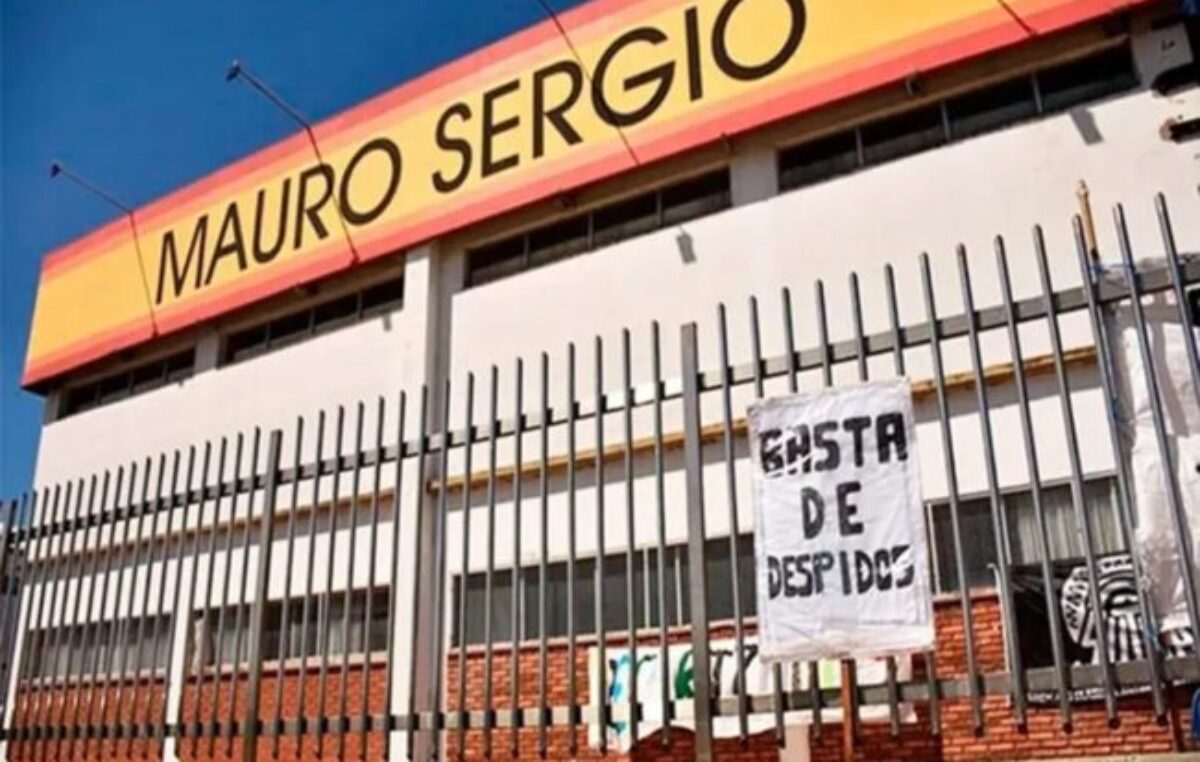 MAURO SERGIO
BASTA
DE
DESPIDOS